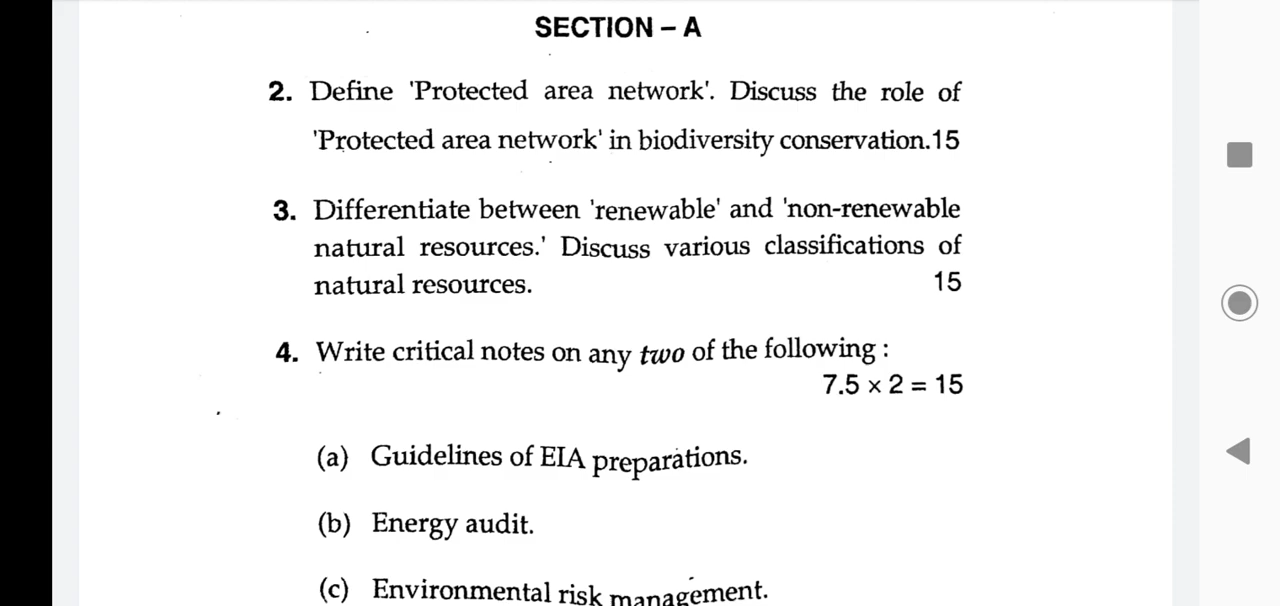 SECTION – A
2. Define 'Protected area network'. Discuss the role of
'Protected area network' in biodiversity conservation.15
3. Differentiate between 'renewable' and 'non-renewable
natural resources.' Discuss various classifications of
natural resources. 15
4. Write critical notes on any two of the following :
7.5 × 2 = 15
(a) Guidelines of EIA preparations.
(b) Energy audit.
(c) Environmental risk management.